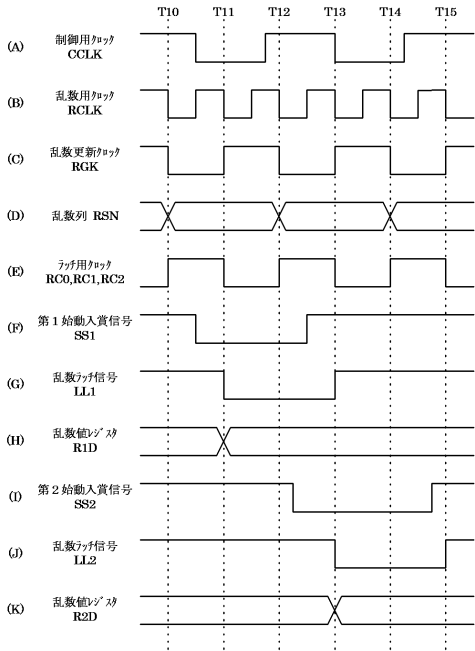 T10 T11 T12 T13 T14 T15
(A) 制御用ｸﾛｯｸ
CCLK
(B) 乱数用ｸﾛｯｸ
RCLK
(C) 乱数更新ｸﾛｯｸ
RGK
(D) 乱数列 RSN
(E) ﾗｯﾁ用ｸﾛｯｸ
RC0,RC1,RC2
(F) 第１始動入賞信号
SS1
(G) 乱数ﾗｯﾁ信号
LL1
(H) 乱数値ﾚｼﾞｽﾀ
R1D
(I) 第２始動入賞信号
SS2
(J) 乱数ﾗｯﾁ信号
LL2
(K) 乱数値ﾚｼﾞｽﾀ
R2D